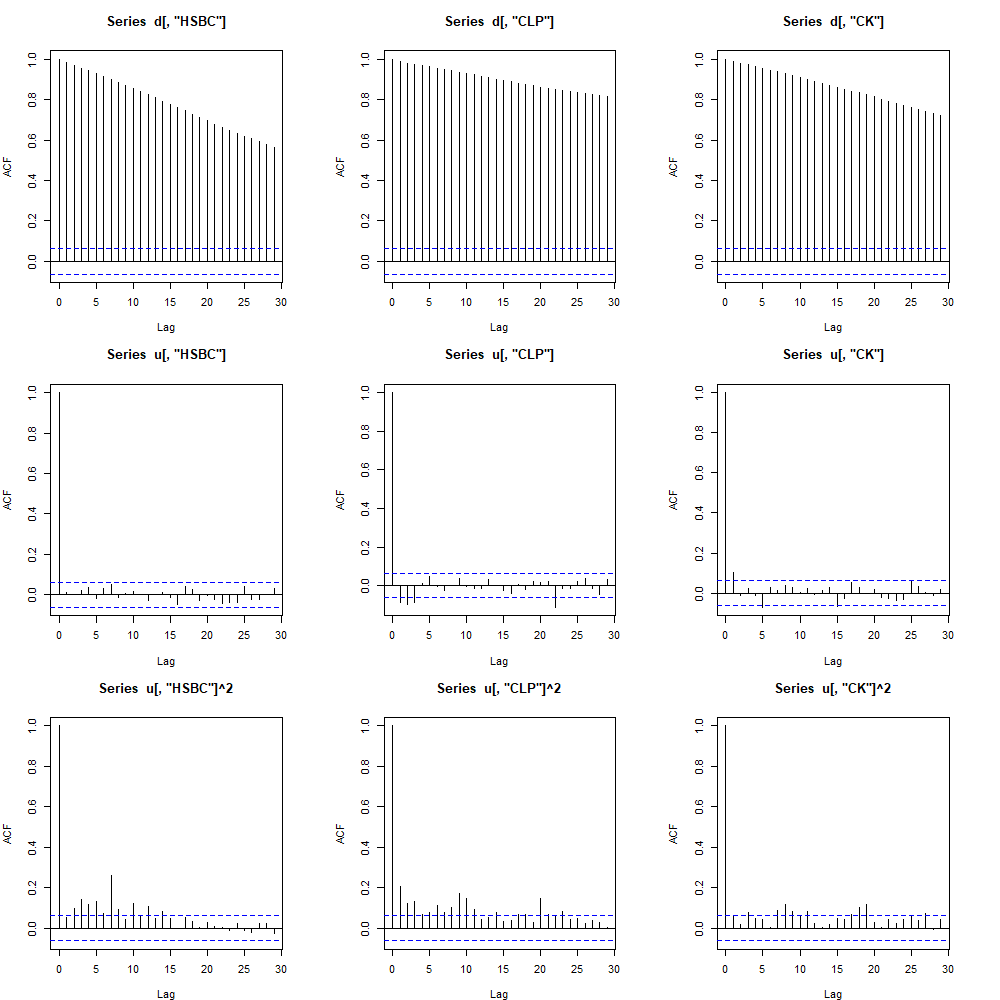 Series d[, "HSBC"]
ACF
0.0 0.2 0.4 0.6 0.8 1.0
0 5 10 15 20 25 30
Lag
Series d[, "CLP"]
ACF
0.0 0.2 0.4 0.6 0.8 1.0
0 5 10 15 20 25 30
Lag
Series d[, "CK"]
ACF
0.0 0.2 0.4 0.6 0.8 1.0
0 5 10 15 20 25 30
Lag
Series u[, "HSBC"]
ACF
0.0 0.2 0.4 0.6 0.8 1.0
0 5 10 15 20 25 30
Lag
Series u[, "CLP"]
ACF
0.0 0.2 0.4 0.6 0.8 1.0
0 5 10 15 20 25 30
Lag
Series u[, "CK"]
ACF
0.0 0.2 0.4 0.6 0.8 1.0
0 5 10 15 20 25 30
Lag
Series u[, "HSBC"]^2
ACF
0.0 0.2 0.4 0.6 0.8 1.0
0 5 10 15 20 25 30
Lag
Series u[, "CLP"]^2
ACF
0.0 0.2 0.4 0.6 0.8 1.0
0 5 10 15 20 25 30
Lag
Series u[, "CK"]^2
ACF
0.0 0.2 0.4 0.6 0.8 1.0
0 5 10 15 20 25 30
Lag